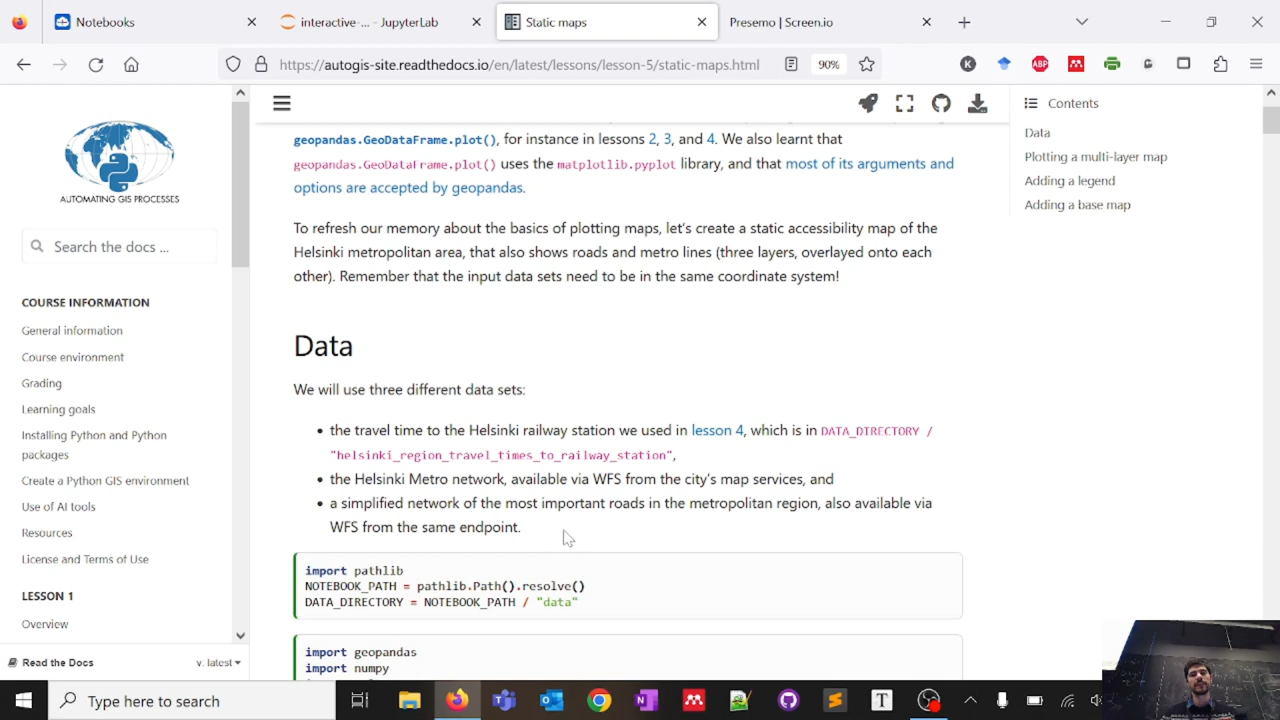 Notebooks
interactive-... - JupyterLab
Static maps
Presemo | Screen.io
https://autogis-site.readthedocs.io/en/latest/lessons/lesson-5/static-maps.html
90%
K
ABP
AUTOMATING GIS PROCESSES
Search the docs ...
COURSE INFORMATION
General information
Course environment
Grading
Learning goals
Installing Python and Python
packages
Create a Python GIS environment
Use of AI tools
Resources
License and Terms of Use
LESSON 1
Overview
Read the Docs
v: latest
geopandas.GeoDataFrame.plot(), for instance in lessons 2, 3, and 4. We also learnt that
geopandas.GeoDataFrame.plot() uses the matplotlib.pyplot library, and that most of its arguments and
options are accepted by geopandas.
To refresh our memory about the basics of plotting maps, let's create a static accessibility map of the
Helsinki metropolitan area, that also shows roads and metro lines (three layers, overlayed onto each
other). Remember that the input data sets need to be in the same coordinate system!
Data
We will use three different data sets:
• the travel time to the Helsinki railway station we used in lesson 4, which is in DATA_DIRECTORY /
"helsinki_region_travel_times_to_railway_station",
• the Helsinki Metro network, available via WFS from the city's map services, and
• a simplified network of the most important roads in the metropolitan region, also available via
WFS from the same endpoint.
import pathlib
NOTEBOOK_PATH = pathlib.Path().resolve()
DATA_DIRECTORY = NOTEBOOK_PATH / "data"
import geopandas
import numpy
Contents
Data
Plotting a multi-layer map
Adding a legend
Adding a base map
Type here to search